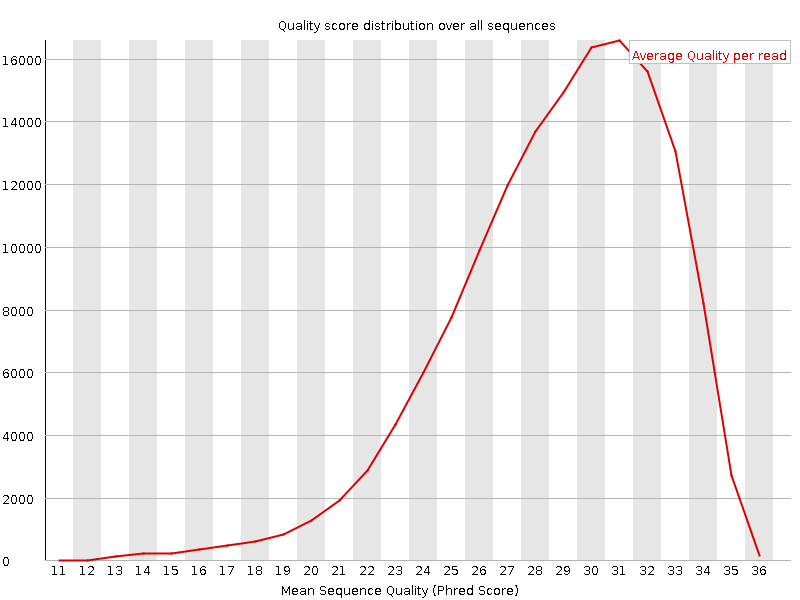 Quality score distribution over all sequences
Average Quality per read
16000
14000
12000
10000
8000
6000
4000
2000
0
11 12 13 14 15 16 17 18 19 20 21 22 23 24 25 26 27 28 29 30 31 32 33 34 35 36
Mean Sequence Quality (Phred Score)